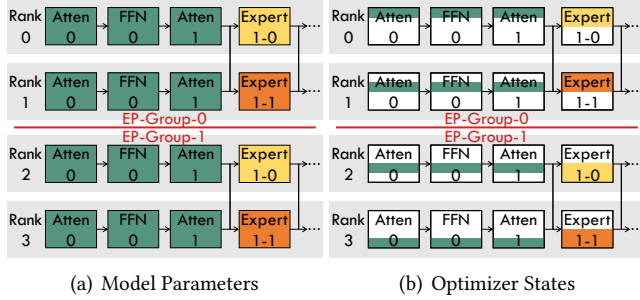 Rank 0 Atten 0 FFN 0 Atten 1 Expert 1-0 ...
Rank 1 Atten 0 FFN 0 Atten 1 Expert 1-1
EP-Group-0
EP-Group-1
Rank 2 Atten 0 FFN 0 Atten 1 Expert 1-0 ...
Rank 3 Atten 0 FFN 0 Atten 1 Expert 1-1 ...
(a) Model Parameters
Rank 0 Atten 0 FFN 0 Atten 1 Expert 1-0 ...
Rank 1 Atten 0 FFN 0 Atten 1 Expert 1-1 ...
EP-Group-0
EP-Group-1
Rank 2 Atten 0 FFN 0 Atten 1 Expert 1-0 ...
Rank 3 Atten 0 FFN 0 Atten 1 Expert 1-1 ...
(b) Optimizer States